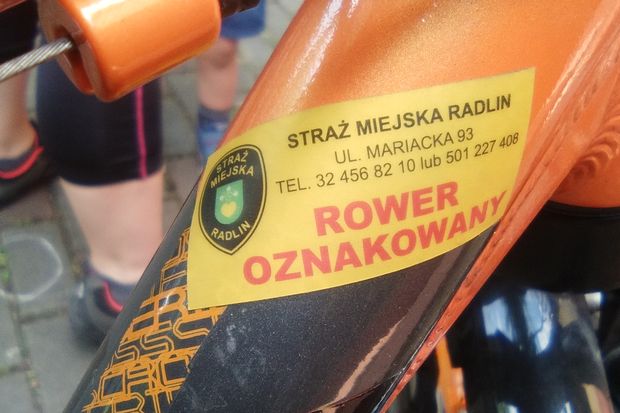 STRAŻ MIEJSKA RADLIN
UL. MARIACKA 93
TEL. 32 456 82 10 lub 501 227 408
ROWER
OZNAKOWANY
STRAŻ
MIEJSKA
RADLIN